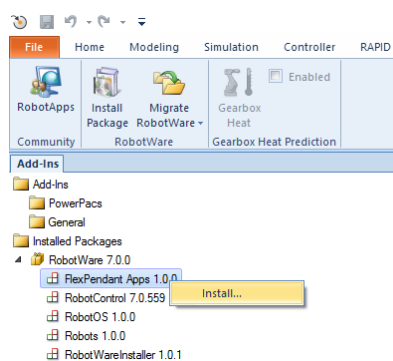 File Home Modeling Simulation Controller RAPID
RobotApps Install Package Migrate RobotWare Gearbox Heat Enabled
Community RobotWare Gearbox Heat Prediction
Add-Ins
Add-Ins
PowerPacs
General
Installed Packages
RobotWare 7.0.0
FlexPendant Apps 1.0.0
Install...
RobotControl 7.0.559
RobotOS 1.0.0
Robots 1.0.0
RobotWareInstaller 1.0.1